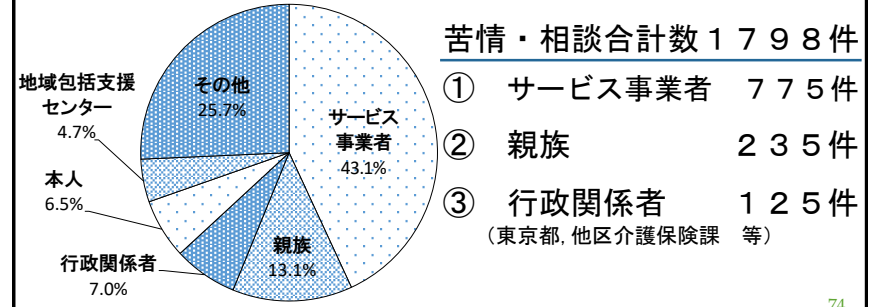 苦情・相談合計数１７９８件
① サービス事業者 ７７５件
② 親族 ２３５件
③ 行政関係者 １２５件
（東京都,他区介護保険課 等）
サービス
事業者
43.1%
親族
13.1%
行政関係者
7.0%
本人
6.5%
地域包括支援
センター
4.7%
その他
25.7%
74